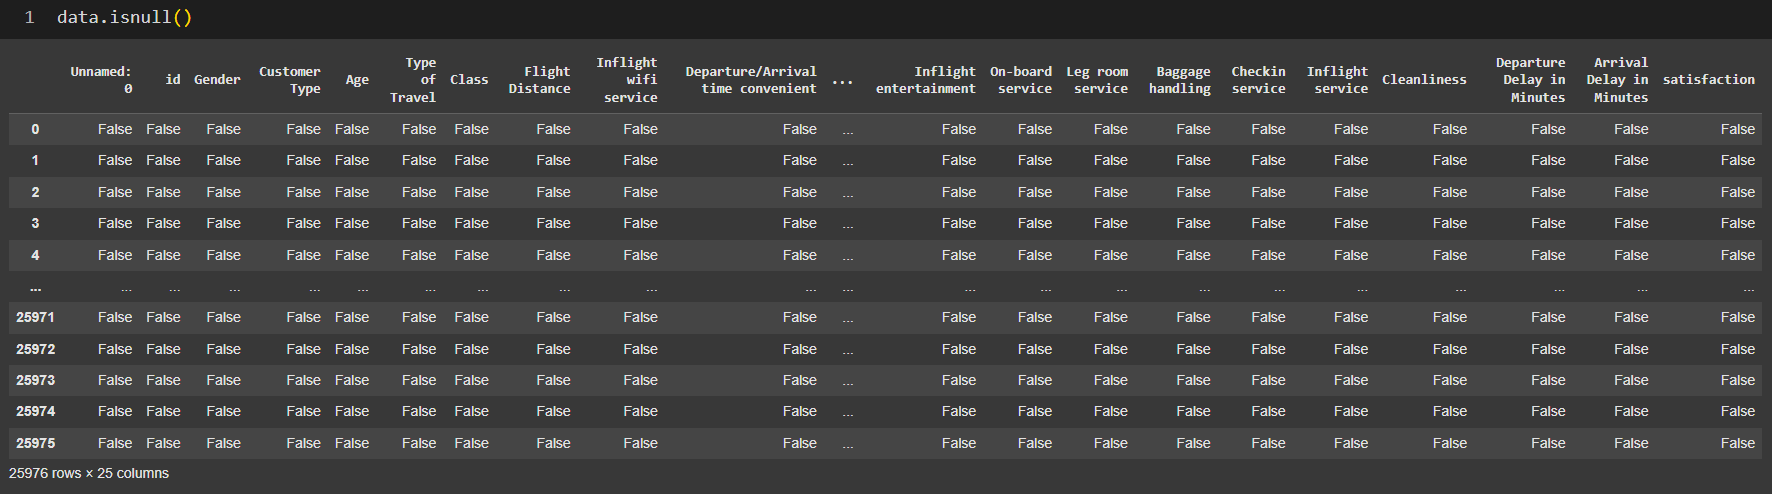 1 data.isnull()
Unnamed: 0 id Gender Customer Type Age Type of Travel Class Flight Distance Inflight wifi service Departure/Arrival time convenient ... Inflight entertainment On-board service Leg room service Baggage handling Checkin service Inflight service Cleanliness Departure Delay in Minutes Arrival Delay in Minutes satisfaction
0 False False False False False False False False False False ... False False False False False False False False False False
1 False False False False False False False False False False ... False False False False False False False False False False
2 False False False False False False False False False False ... False False False False False False False False False False
3 False False False False False False False False False False ... False False False False False False False False False False
4 False False False False False False False False False False ... False False False False False False False False False False
... ... ... ... ... ... ... ... ... ... ... ... ... ... ... ... ... ... ... ... ... ...
25971 False False False False False False False False False False ... False False False False False False False False False False
25972 False False False False False False False False False False ... False False False False False False False False False False
25973 False False False False False False False False False False ... False False False False False False False False False False
25974 False False False False False False False False False False ... False False False False False False False False False False
25975 False False False False False False False False False False ... False False False False False False False False False False
25976 rows × 25 columns